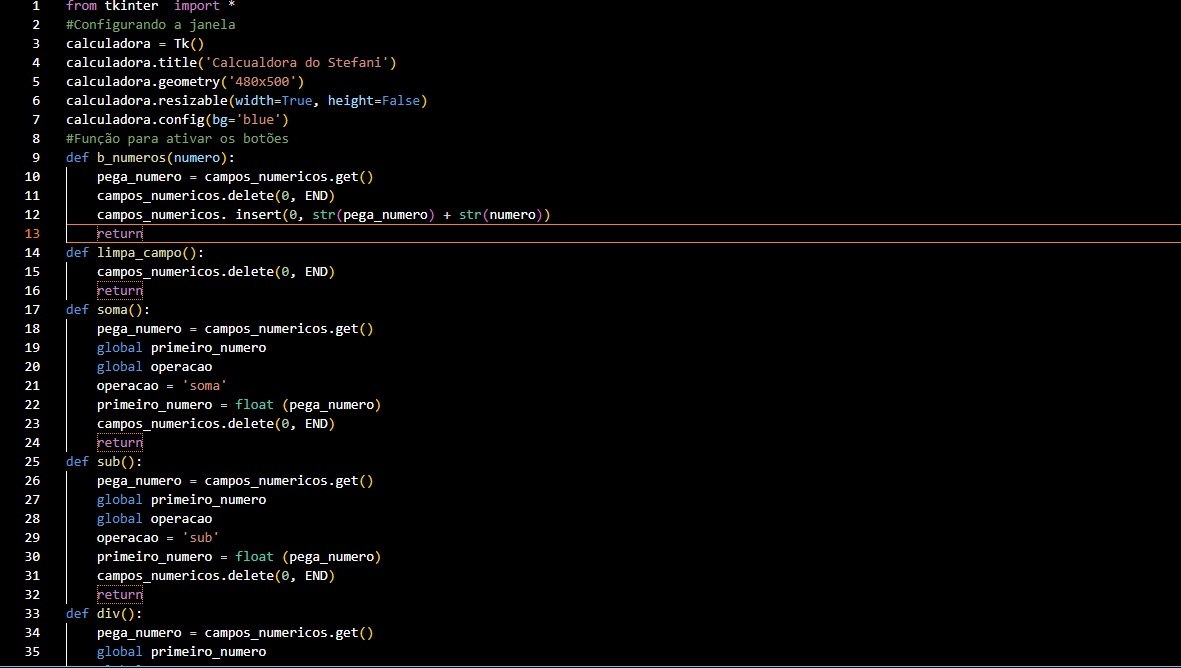 1 from tkinter  import *
2 #Configurando a janela
3 calculadora = Tk()
4 calculadora.title('Calcualdora do Stefani')
5 calculadora.geometry('480x500')
6 calculadora.resizable(width=True, height=False)
7 calculadora.config(bg='blue')
8 #Função para ativar os botões
9 def b_numeros(numero):
10     pega_numero = campos_numericos.get()
11     campos_numericos.delete(0, END)
12     campos_numericos. insert(0, str(pega_numero) + str(numero))
13     return
14 def limpa_campo():
15     campos_numericos.delete(0, END)
16     return
17 def soma():
18     pega_numero = campos_numericos.get()
19     global primeiro_numero
20     global operacao
21     operacao = 'soma'
22     primeiro_numero = float (pega_numero)
23     campos_numericos.delete(0, END)
24     return
25 def sub():
26     pega_numero = campos_numericos.get()
27     global primeiro_numero
28     global operacao
29     operacao = 'sub'
30     primeiro_numero = float (pega_numero)
31     campos_numericos.delete(0, END)
32     return
33 def div():
34     pega_numero = campos_numericos.get()
35     global primeiro_numero